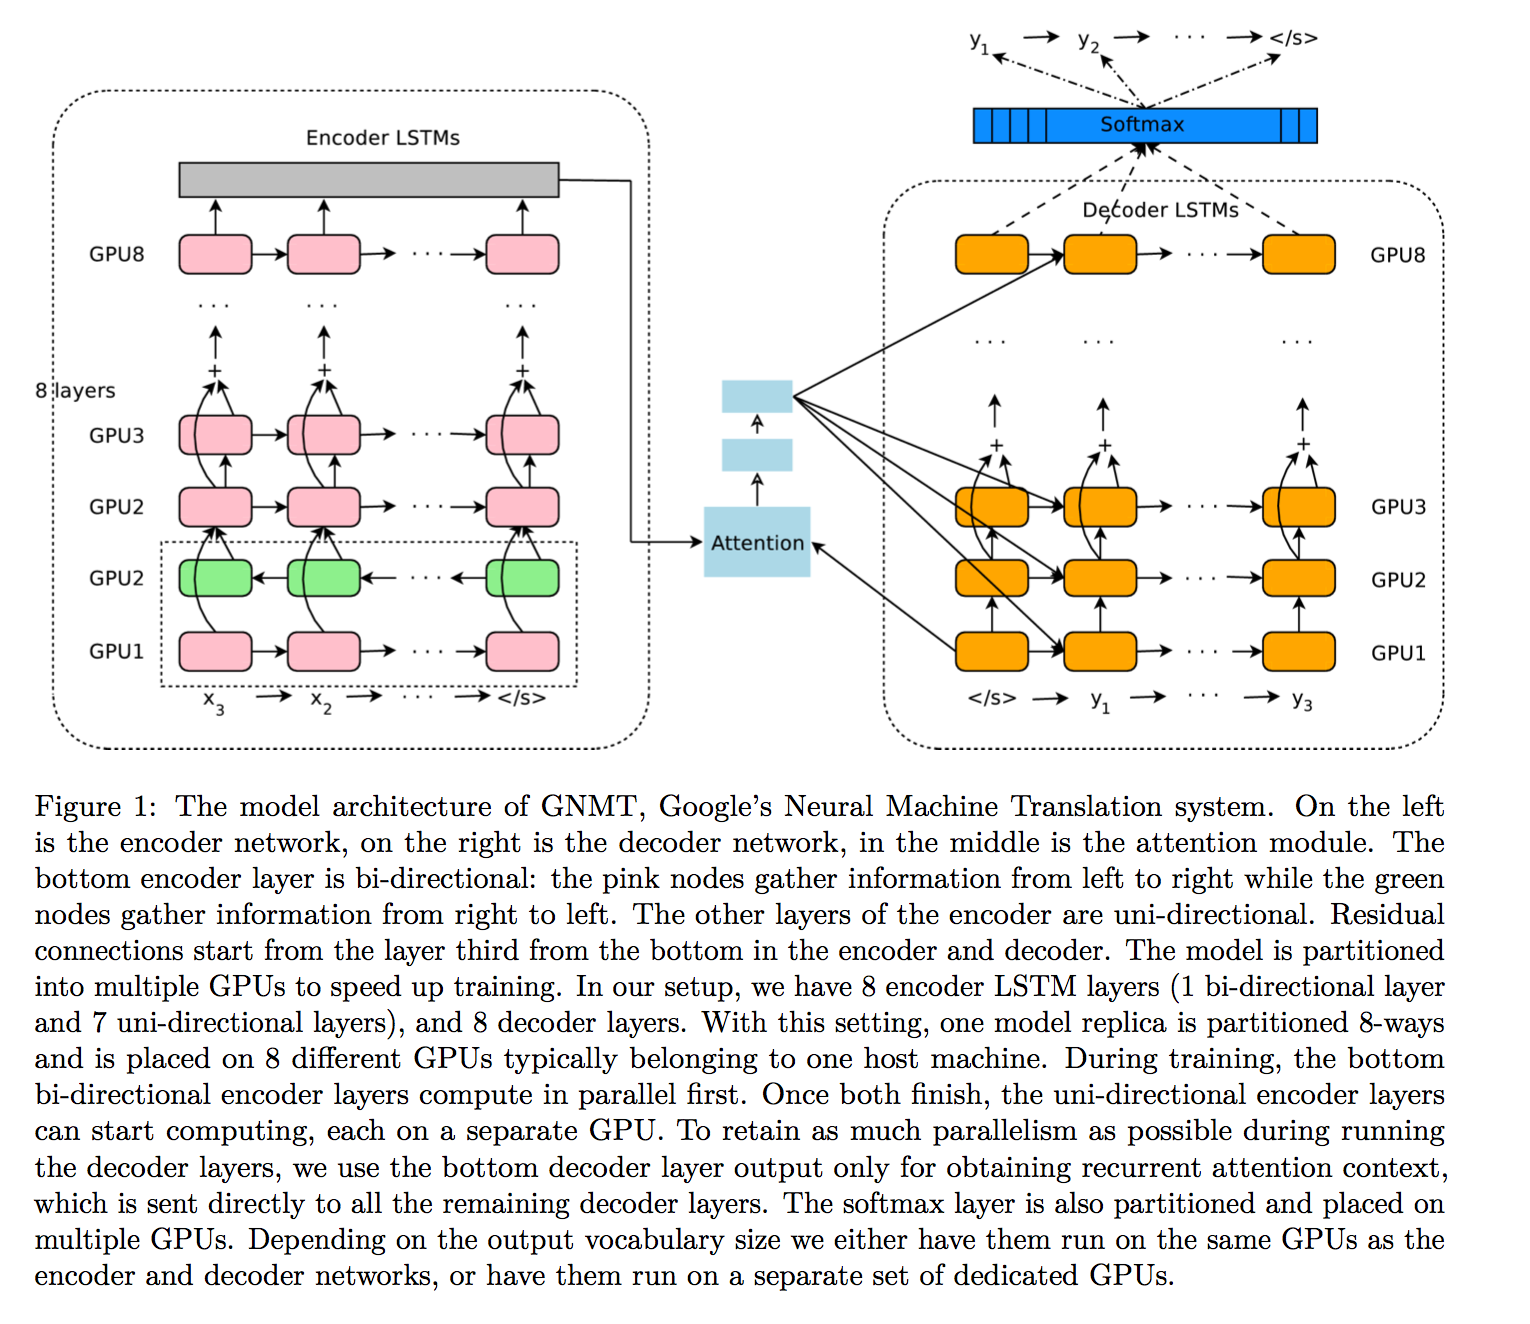 y1 y2 ... </s>
Softmax
Encoder LSTMs
Decoder LSTMs
GPU8 ... ... GPU8
... ... ... ... ... ...
+ + +
8 layers
GPU3 ...
+ + +
GPU2 ... ... GPU3
Attention
GPU2 ... ... GPU2
GPU1 ... ... GPU1
x3 x2 ... </s> </s> y1 ... y3
Figure 1: The model architecture of GNMT, Google's Neural Machine Translation system. On the left
is the encoder network, on the right is the decoder network, in the middle is the attention module. The
bottom encoder layer is bi-directional: the pink nodes gather information from left to right while the green
nodes gather information from right to left. The other layers of the encoder are uni-directional. Residual
connections start from the layer third from the bottom in the encoder and decoder. The model is partitioned
into multiple GPUs to speed up training. In our setup, we have 8 encoder LSTM layers (1 bi-directional layer
and 7 uni-directional layers), and 8 decoder layers. With this setting, one model replica is partitioned 8-ways
and is placed on 8 different GPUs typically belonging to one host machine. During training, the bottom
bi-directional encoder layers compute in parallel first. Once both finish, the uni-directional encoder layers
can start computing, each on a separate GPU. To retain as much parallelism as possible during running
the decoder layers, we use the bottom decoder layer output only for obtaining recurrent attention context,
which is sent directly to all the remaining decoder layers. The softmax layer is also partitioned and placed on
multiple GPUs. Depending on the output vocabulary size we either have them run on the same GPUs as the
encoder and decoder networks, or have them run on a separate set of dedicated GPUs.